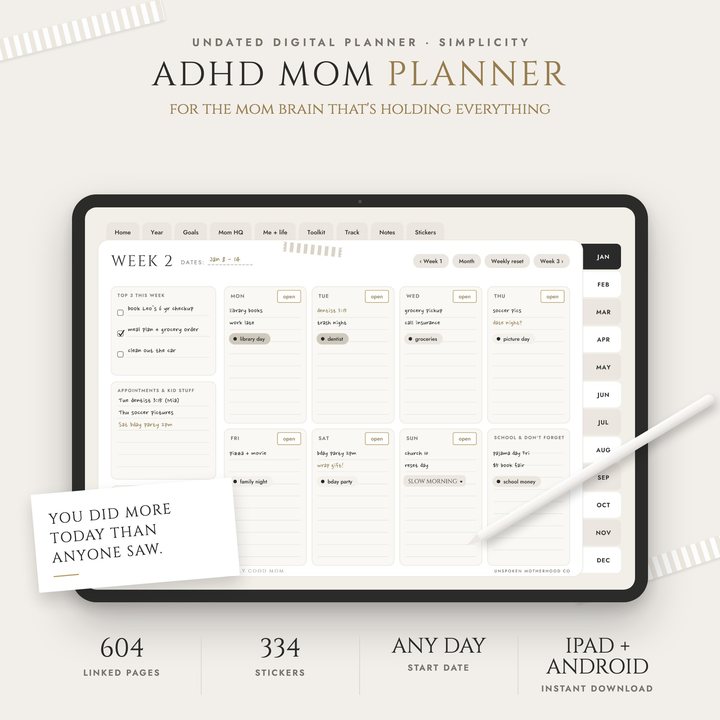 UNDATED DIGITAL PLANNER · SIMPLICITY
ADHD MOM PLANNER
FOR THE MOM BRAIN THAT'S HOLDING EVERYTHING
Home Year Goals Mom HQ Me + life Toolkit Track Notes Stickers
WEEK 2 DATES: Jan 8 - 14
‹ Week 1 Month Weekly reset Week 3 ›
TOP 3 THIS WEEK
book Leo's 6 yr checkup
meal plan + grocery order
clean out the car
APPOINTMENTS & KID STUFF
Tue dentist 3:15 (Mia)
Thu soccer pictures
Sat bday party 2pm
MON open
library books
work late
library day
TUE open
dentist 3:15
trash night
dentist
WED open
grocery pickup
call insurance
groceries
THU open
soccer pics
date night?
picture day
FRI open
pizza + movie
family night
SAT open
bday party 2pm
wrap gift!
bday party
SUN open
church 10
reset day
SLOW MORNING
SCHOOL & DON'T FORGET
pajama day Fri
book fair
school money
GOOD MOM
UNSPOKEN MOTHERHOOD CO
JAN
FEB
MAR
APR
MAY
JUN
JUL
AUG
SEP
OCT
NOV
DEC
YOU DID MORE
TODAY THAN
ANYONE SAW.
604
LINKED PAGES
334
STICKERS
ANY DAY
START DATE
IPAD +
ANDROID
INSTANT DOWNLOAD